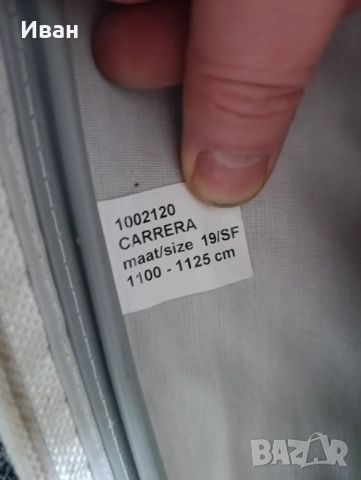 Иван
1002120
CARRERA
maat/size 19/SF
1100 - 1125 cm
BAZAR